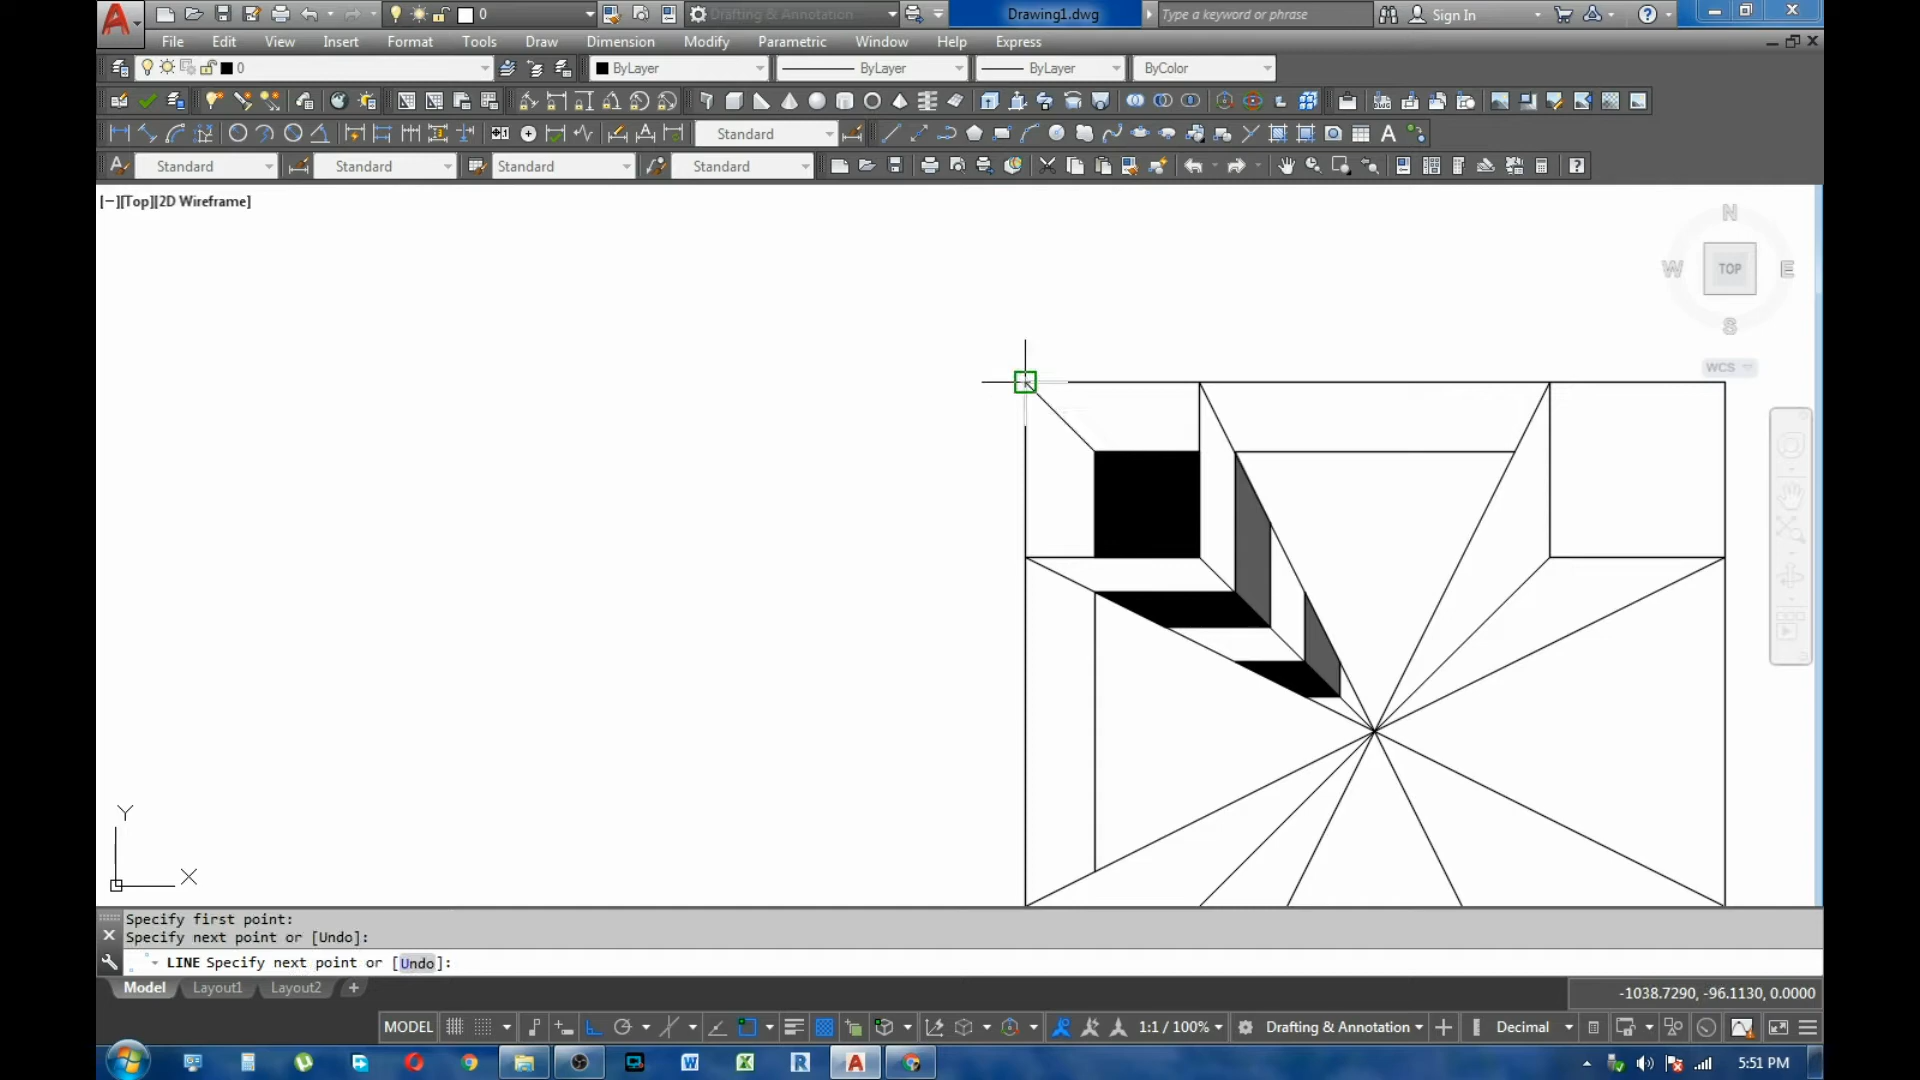 0 Drafting & Annotation Drawing1.dwg Type a keyword or phrase Sign In
File Edit View Insert Format Tools Draw Dimension Modify Parametric Window Help Express
0 ByLayer ByLayer ByLayer ByColor
Standard
Standard Standard Standard Standard
[−][Top][2D Wireframe]
N
W TOP E
S
WCS
Y
X
Specify first point:
Specify next point or [Undo]:
LINE Specify next point or [Undo]:
Model Layout1 Layout2 +
-1038.7290, -96.1130, 0.0000
MODEL 1:1 / 100% Drafting & Annotation Decimal
5:51 PM